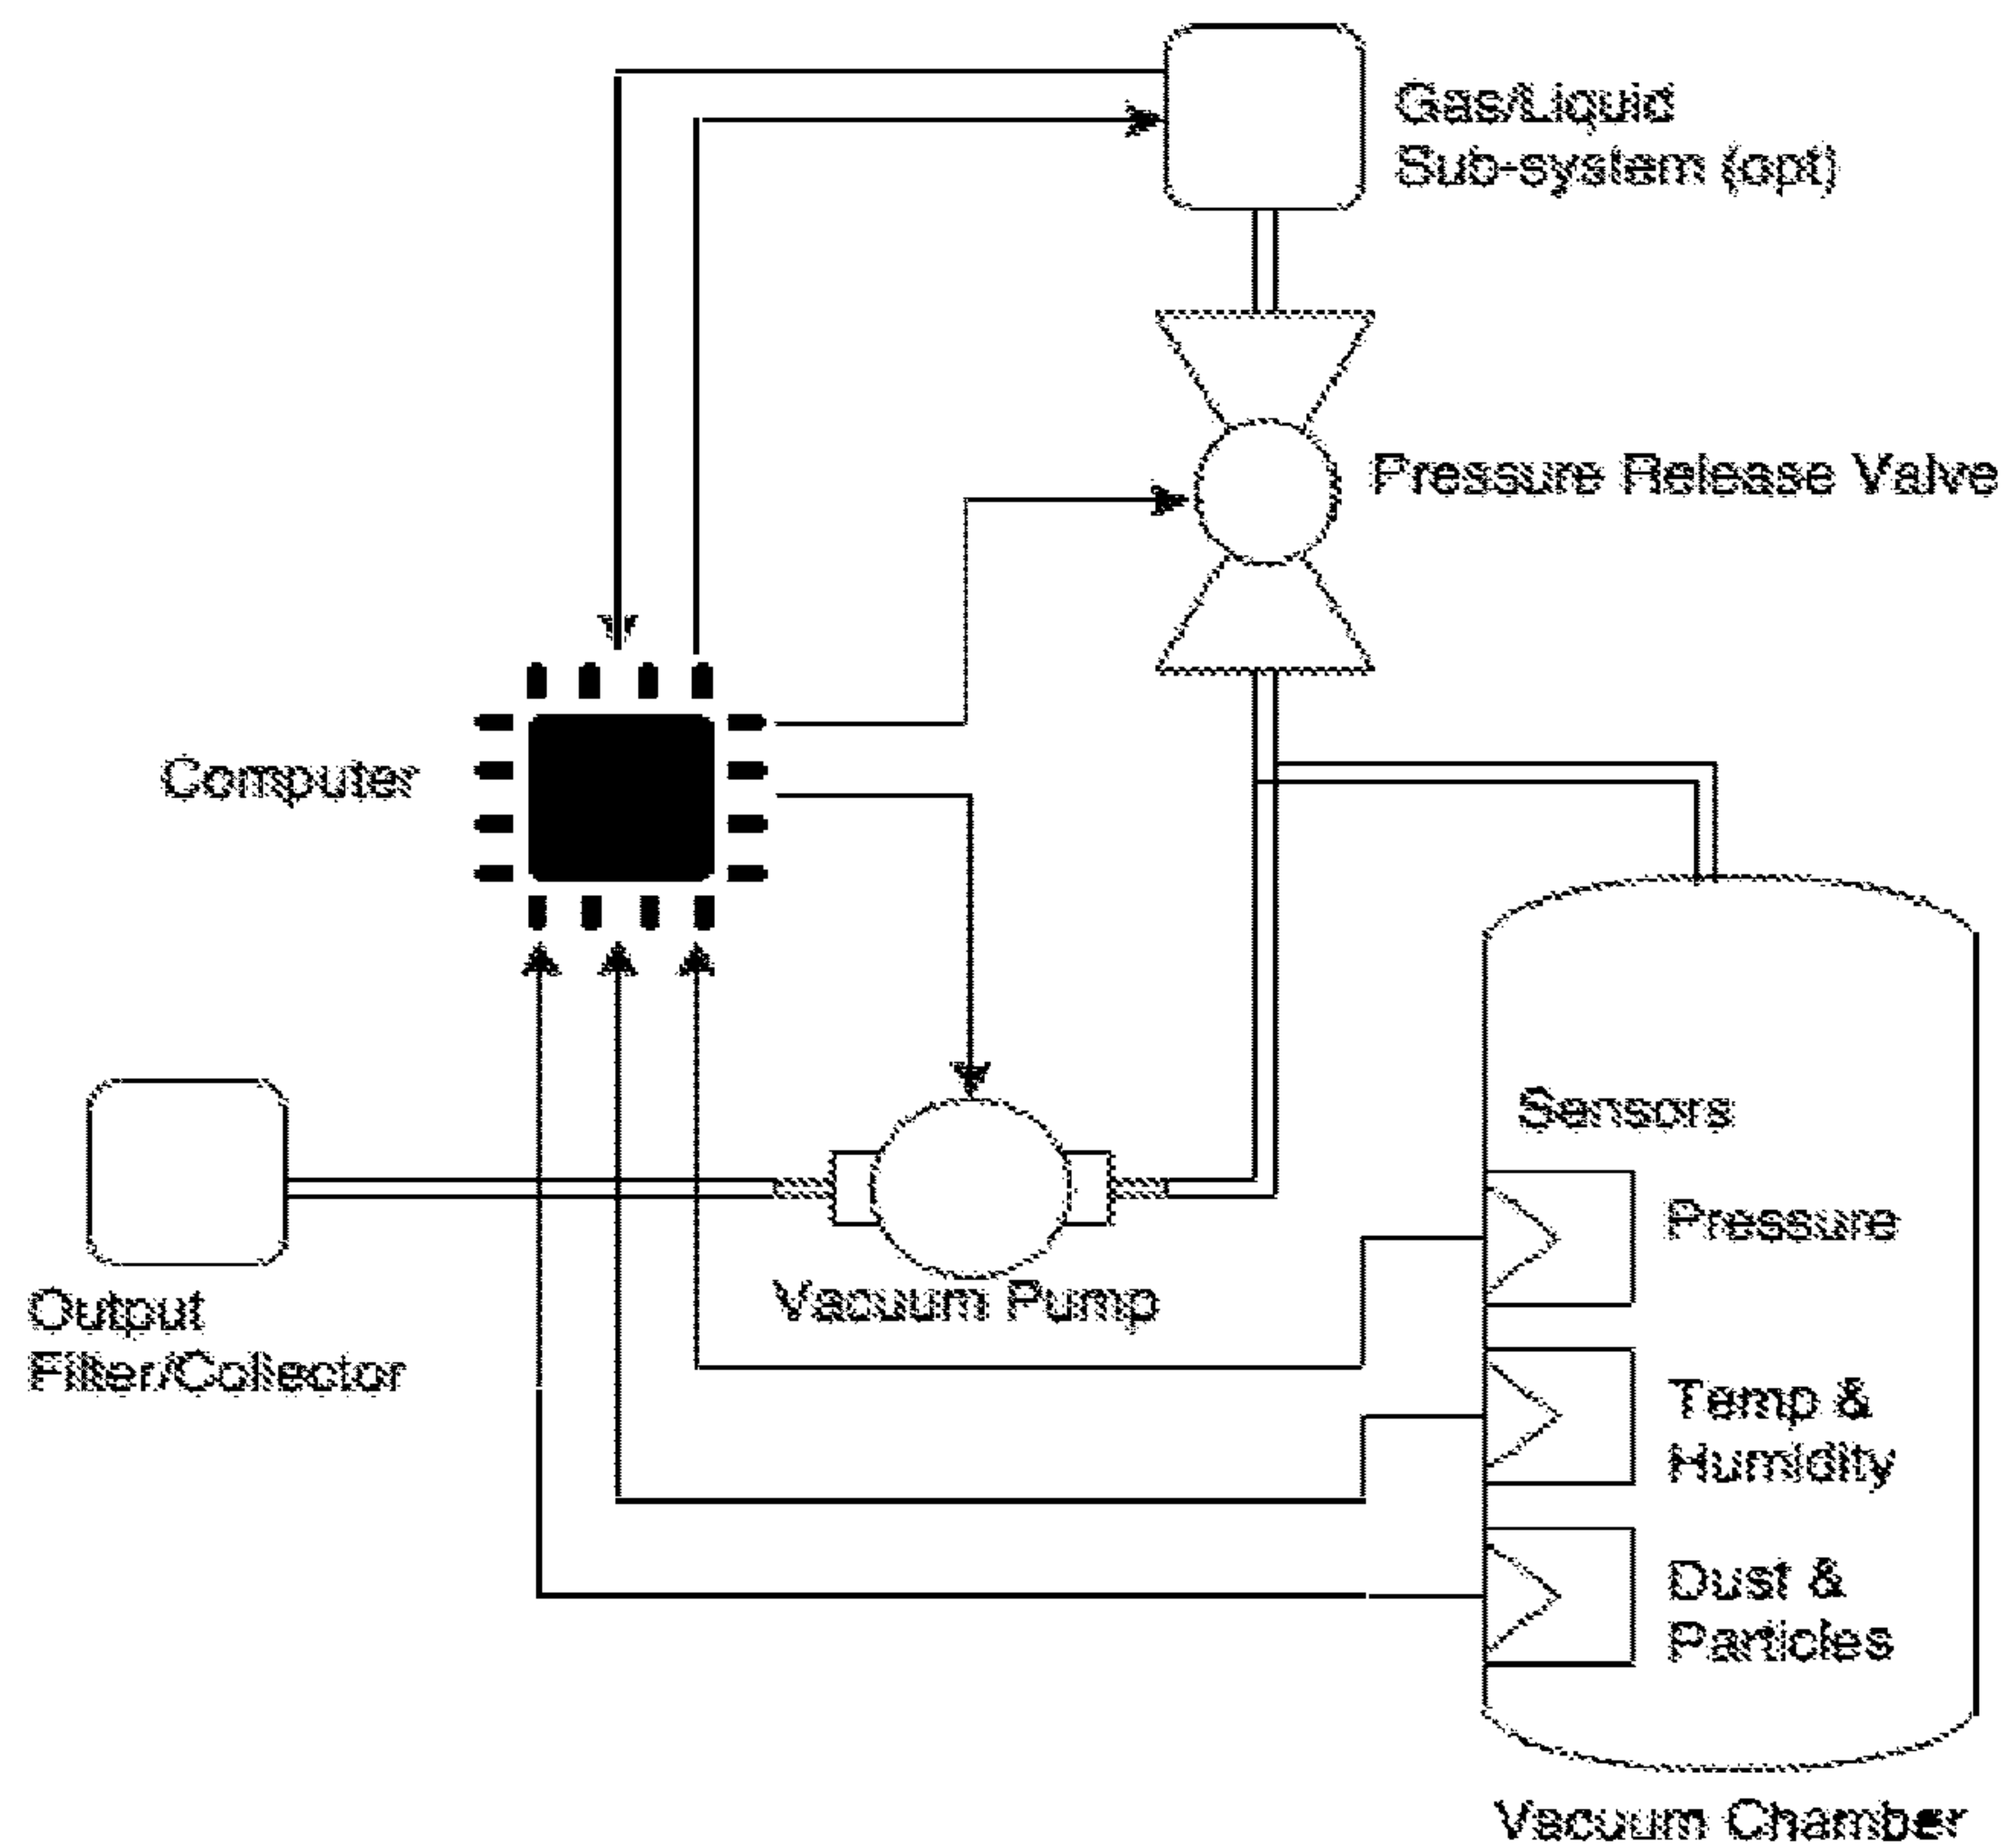 Gas/Liquid
Sub-system (opt)
Pressure Release Valve
Computer
Sensors
Pressure
Output
Filter/Collector
Vacuum Pump
Temp &
Humidity
Dust &
Particles
Vacuum Chamber